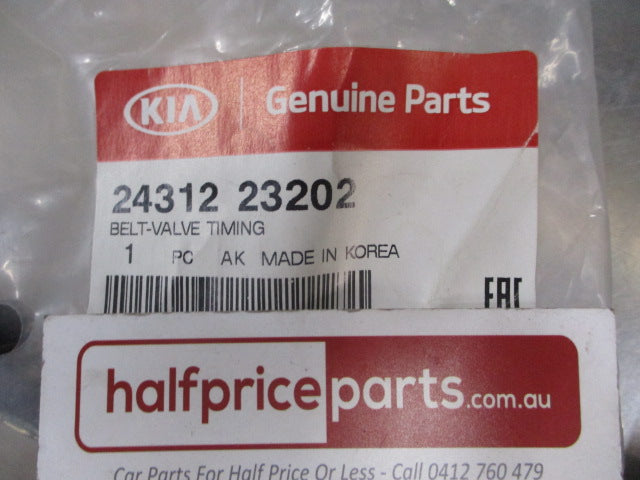 KIA Genuine Parts
24312 23202
BELT-VALVE TIMING
1 PC AK MADE IN KOREA
EAC
halfpriceparts.com.au
Car Parts For Half Price Or Less - Call 0412 760 479